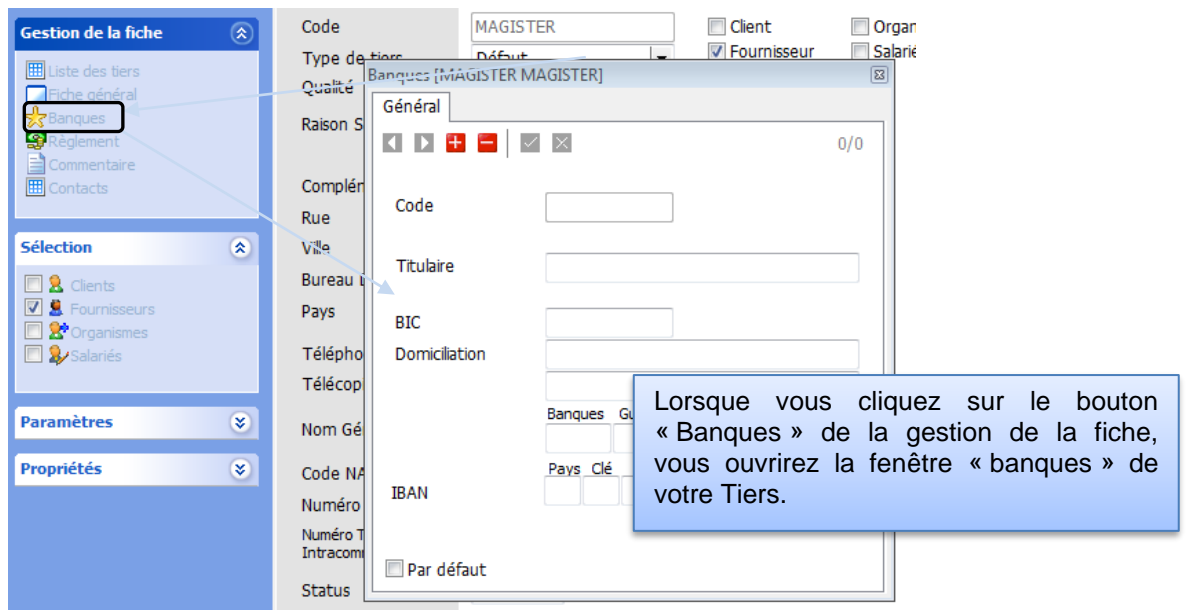 Gestion de la fiche
Liste des tiers
Fiche général
Banques
Règlement
Commentaire
Contacts
Sélection
Clients
Fournisseurs
Organismes
Salariés
Paramètres
Propriétés
Code
MAGISTER
Client
Organ
Type de tiers
Défaut
Fournisseur
Salarié
Qualité
Raison S
Complén
Rue
Ville
Bureau
Pays
Télépho
Télécop
Nom Gé
Code NA
Numéro
Numéro T
Intracom
Status
Banques [MAGISTER MAGISTER]
Général
0/0
Code
Titulaire
BIC
Domiciliation
Banques Gu
Pays Clé
IBAN
Par défaut
Lorsque vous cliquez sur le bouton
« Banques » de la gestion de la fiche,
vous ouvrirez la fenêtre « banques » de
votre Tiers.